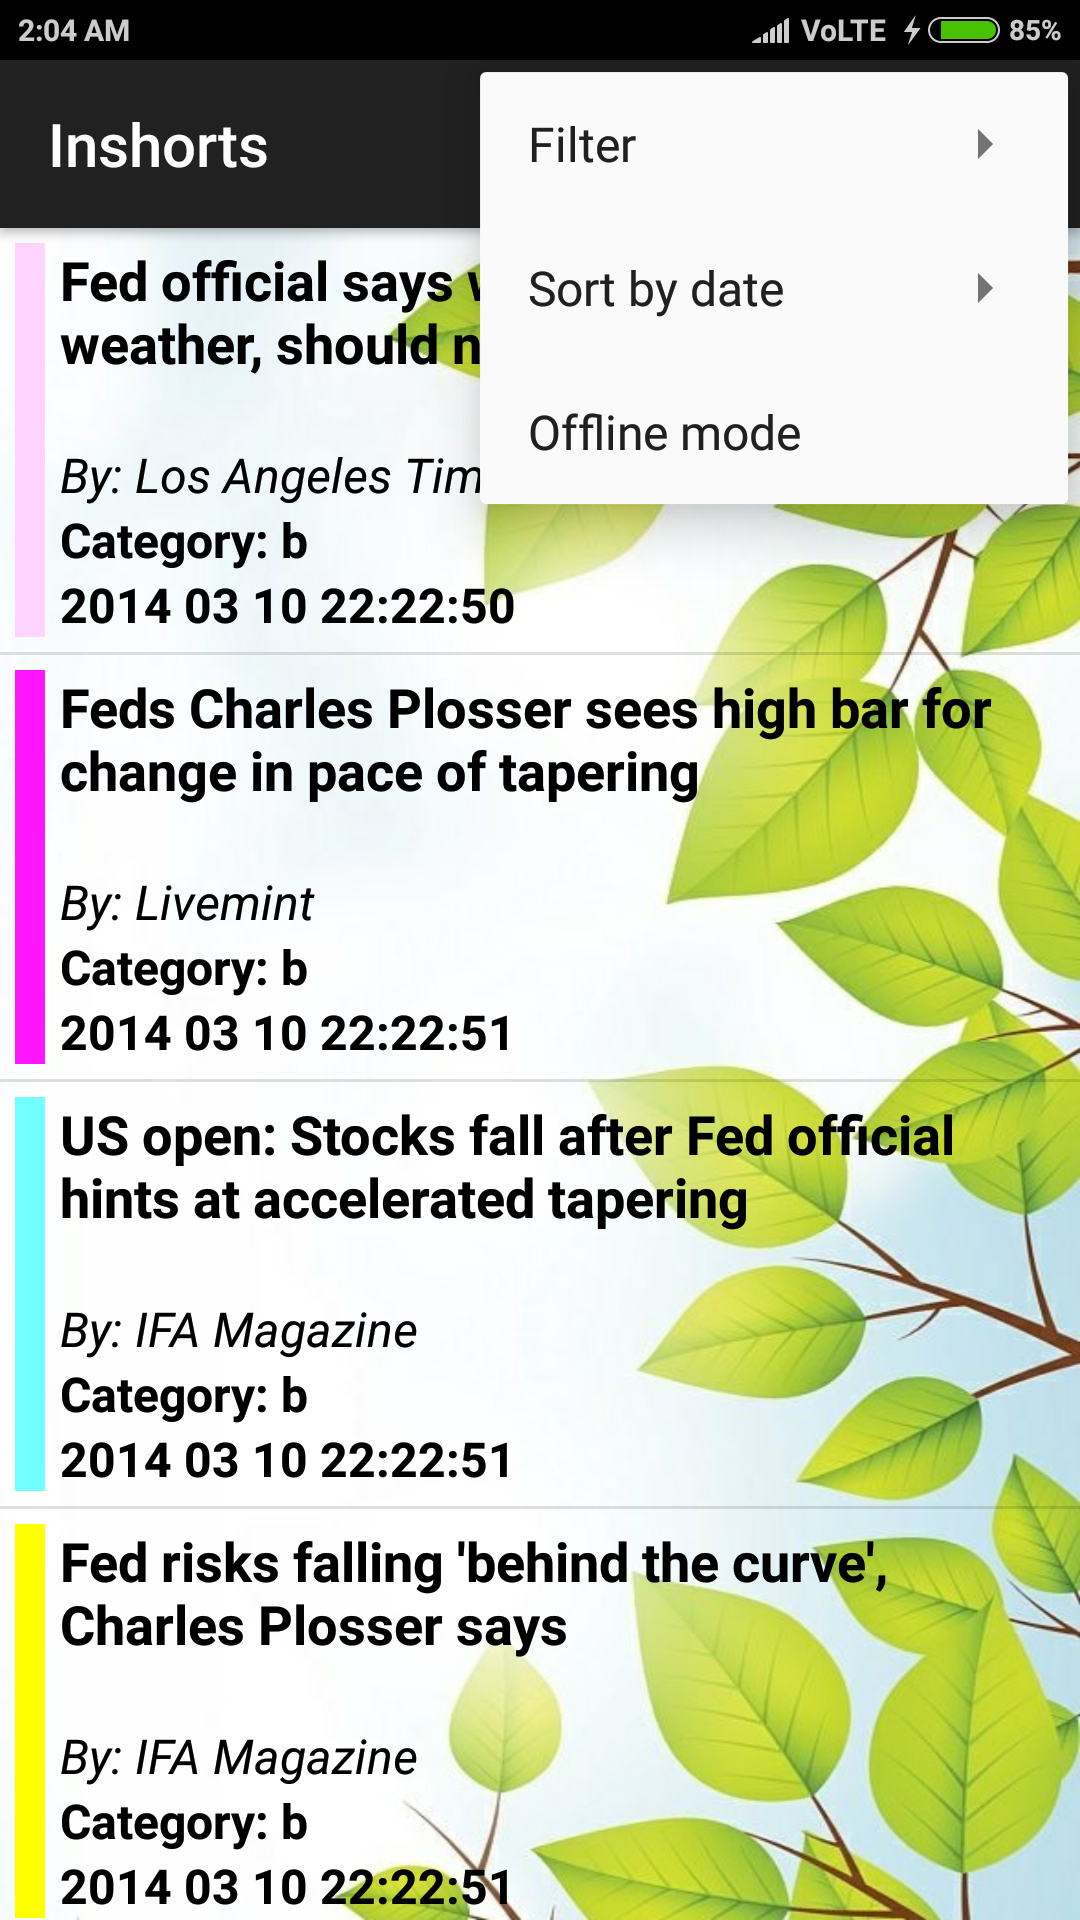 2:04 AM VoLTE 85%
Inshorts
Filter
Sort by date
Offline mode
Fed official says
weather, should
By: Los Angeles
Category: b
2014 03 10 22:22:50
Feds Charles Plosser sees high bar for
change in pace of tapering
By: Livemint
Category: b
2014 03 10 22:22:51
US open: Stocks fall after Fed official
hints at accelerated tapering
By: IFA Magazine
Category: b
2014 03 10 22:22:51
Fed risks falling 'behind the curve',
Charles Plosser says
By: IFA Magazine
Category: b
2014 03 10 22:22:51